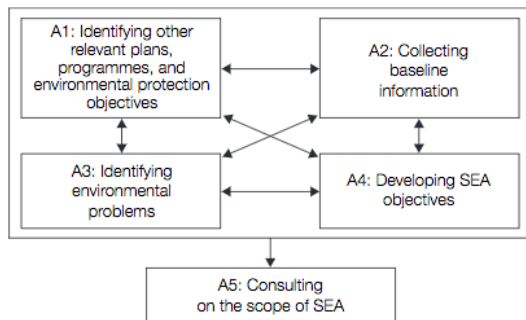 A1: Identifying other
relevant plans,
programmes, and
environmental protection
objectives
A2: Collecting
baseline
information
A3: Identifying
environmental
problems
A4: Developing SEA
objectives
A5: Consulting
on the scope of SEA